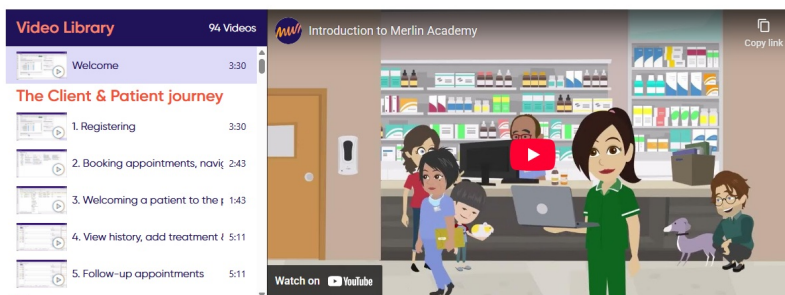 Video Library
94 Videos
Welcome
3:30
The Client & Patient journey
1. Registering
3:30
2. Booking appointments, navig
2:43
3. Welcoming a patient to the p
1:43
4. View history, add treatment &
5:11
5. Follow-up appointments
5:11
mw
Introduction to Merlin Academy
Copy link
Watch on YouTube